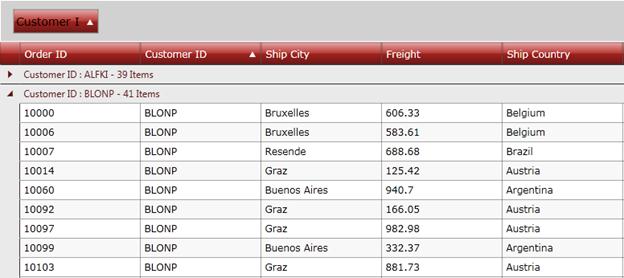 Customer I
Order ID Customer ID Ship City Freight Ship Country
Customer ID : ALFKI - 39 Items
Customer ID : BLONP - 41 Items
10000 BLONP Bruxelles 606.33 Belgium
10006 BLONP Bruxelles 583.61 Belgium
10007 BLONP Resende 688.68 Brazil
10014 BLONP Graz 125.42 Austria
10060 BLONP Buenos Aires 940.7 Argentina
10092 BLONP Graz 166.05 Austria
10097 BLONP Graz 982.98 Austria
10099 BLONP Buenos Aires 332.37 Argentina
10103 BLONP Graz 881.73 Austria